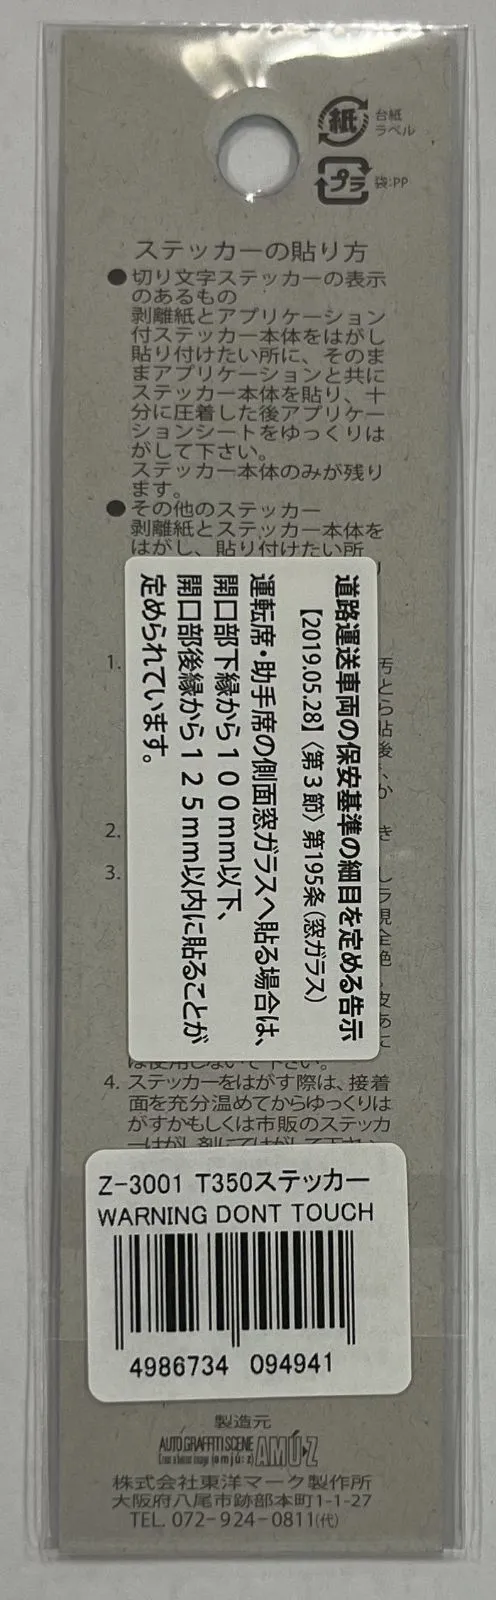 紙
台紙
ラベル
プラ
袋:PP
ステッカーの貼り方
●切り文字ステッカーの表示
のあるもの
剥離紙とアプリケーション
付ステッカー本体をはがし
貼り付けたい所に、そのま
まアプリケーションと共に
ステッカー本体を貼り、十
分に圧着した後アプリケー
ションシートをゆっくりは
がして下さい。
ステッカー本体のみが残り
ます。
●その他のステッカー
剥離紙とステッカー本体を
はがし、貼り付けたい所
道路運送車両の保安基準の細目を定める告示
【2019.05.28】〈第3節〉第195条(窓ガラス)
運転席・助手席の側面窓ガラスへ貼る場合は、
開口部下縁から100mm以下、
開口部後縁から125mm以内に貼ることが
定められています。
1.
2.
3.
は使用しないで下さい。
4. ステッカーをはがす際は、接着
面を充分温めてからゆっくりは
がすかもしくは市販のステッカ
ーはがし剤にてはがして下さい
Z-3001 T350ステッカー
WARNING DONT TOUCH
4986734 094941
製造元
AUTO GRAFFITI SCENE
AMÚ-Z
株式会社東洋マーク製作所
大阪府八尾市跡部本町1-1-27
TEL. 072-924-0811(代)